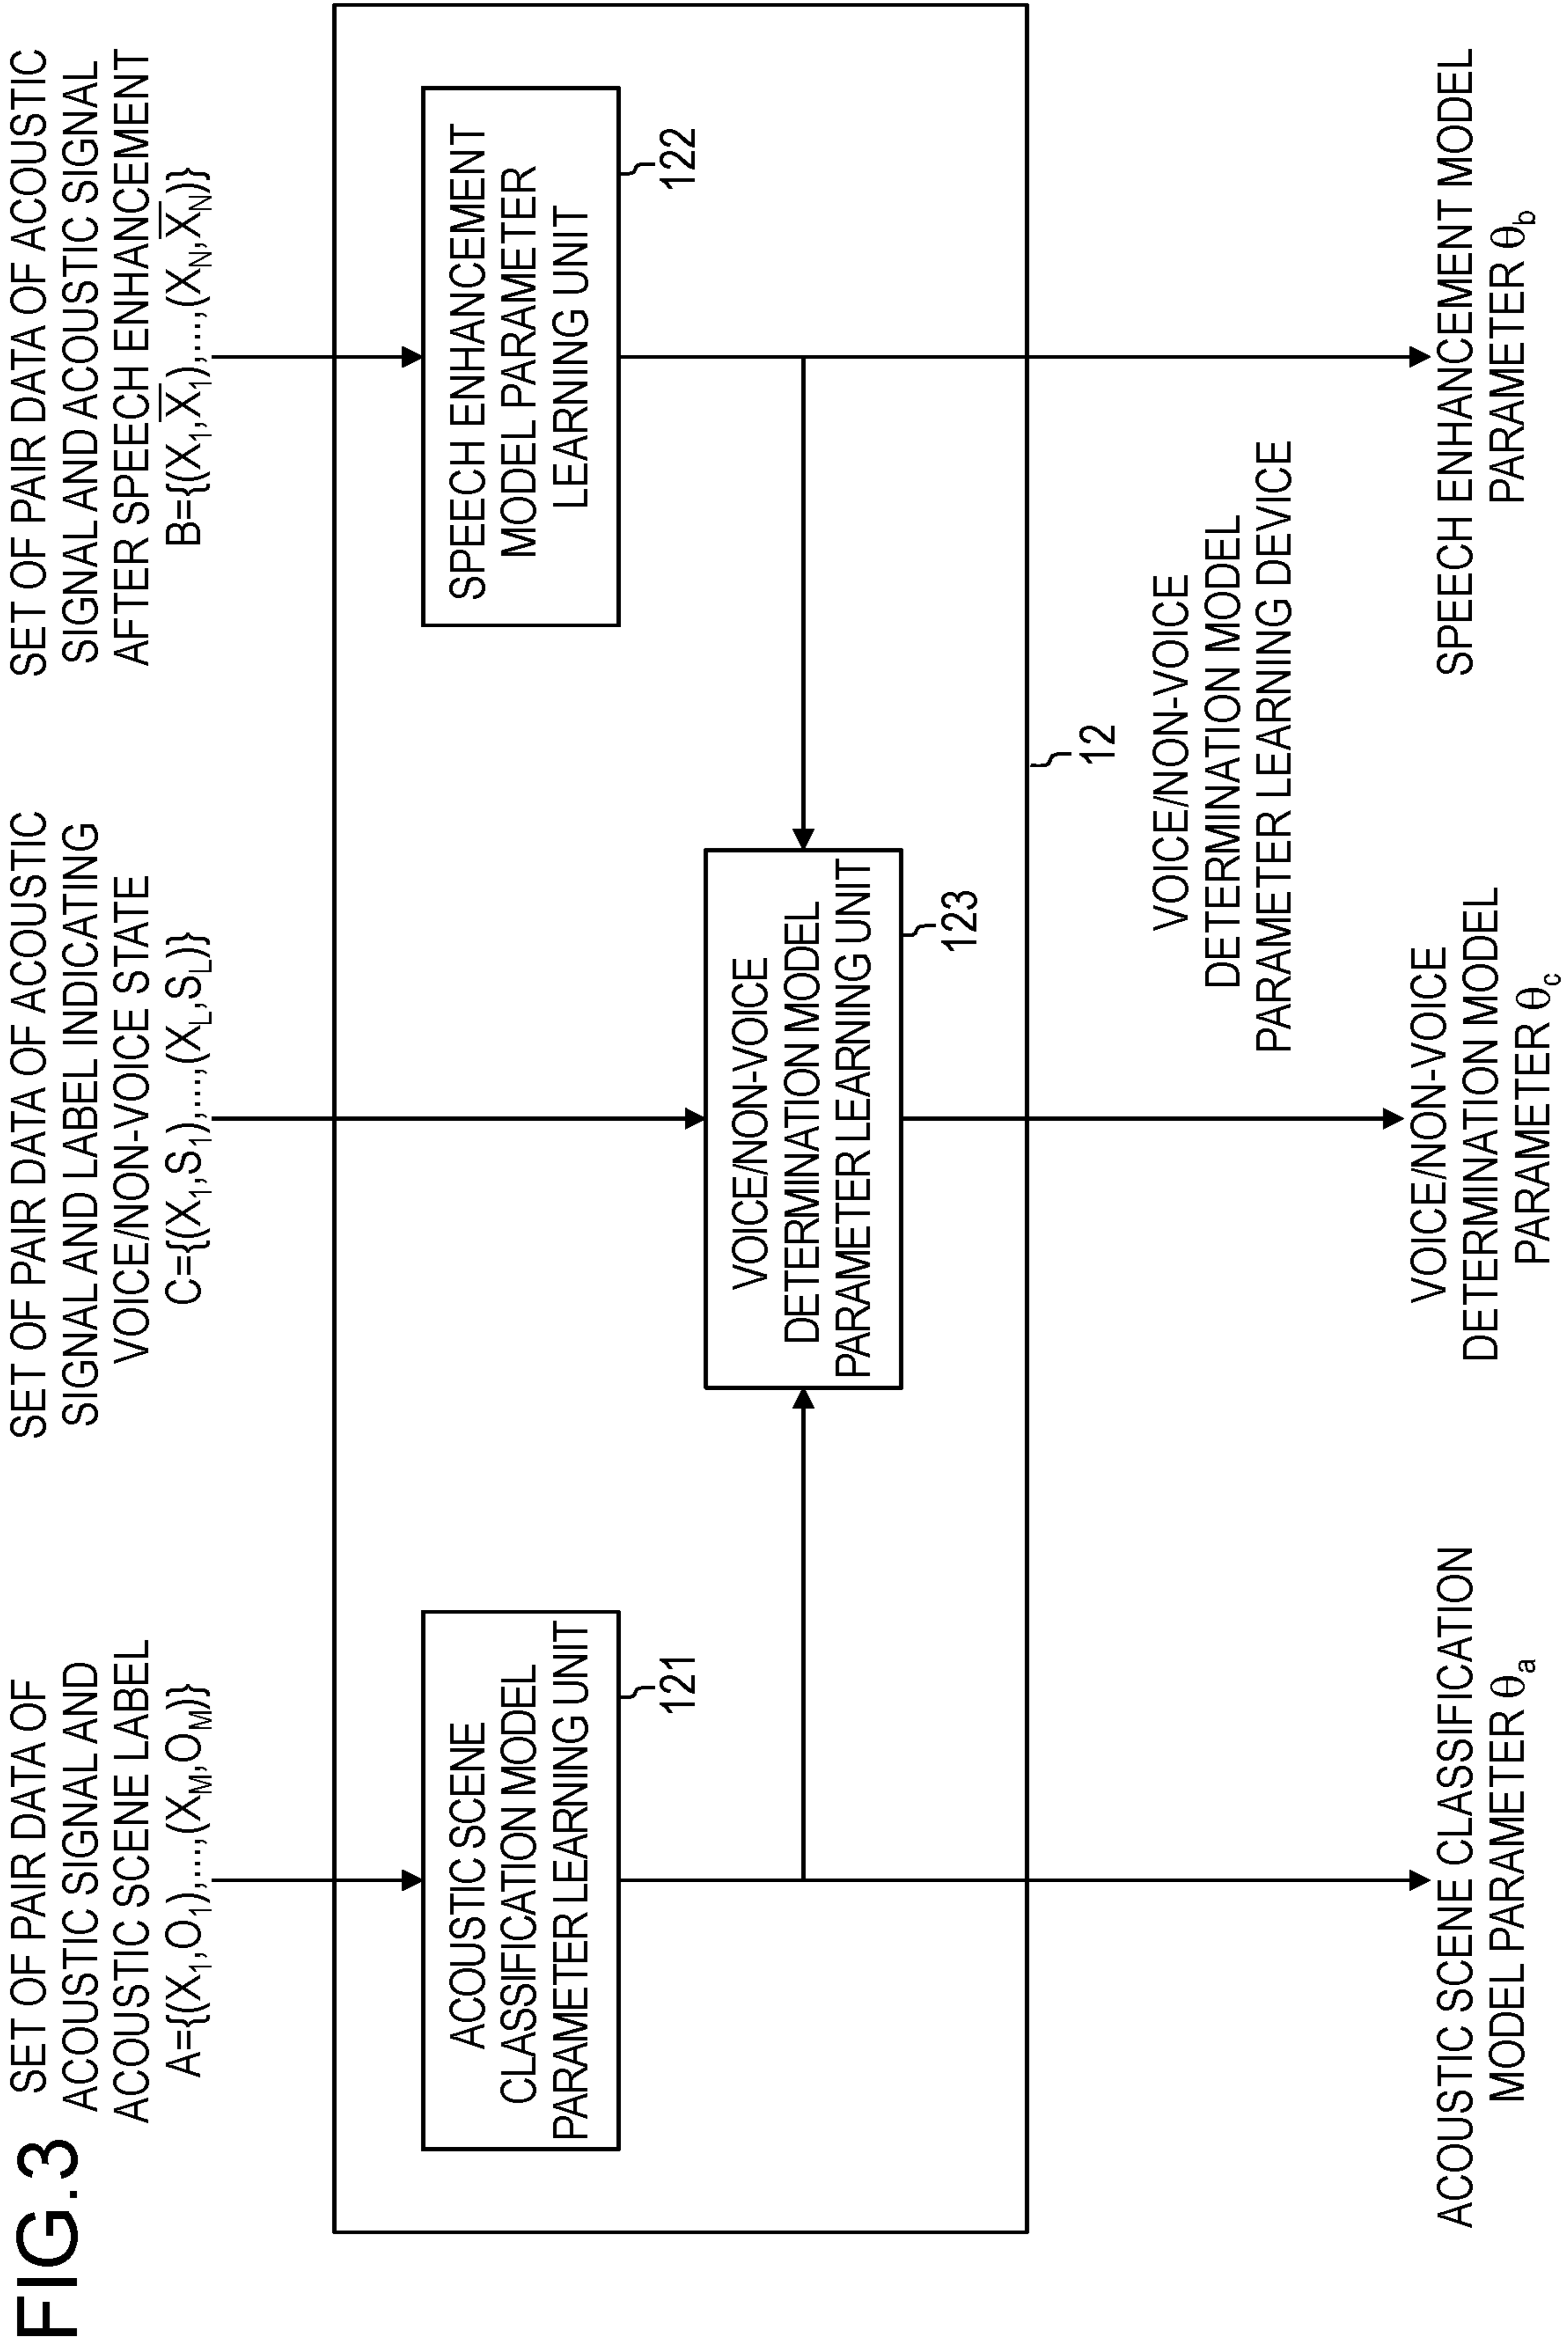 FIG.3
SET OF PAIR DATA OF
ACOUSTIC SIGNAL AND
ACOUSTIC SCENE LABEL
A={(X1,O1),...,(XM,OM)}
SET OF PAIR DATA OF ACOUSTIC
SIGNAL AND LABEL INDICATING
VOICE/NON-VOICE STATE
C={(X1,S1),...,(XL,SL)}
SET OF PAIR DATA OF ACOUSTIC
SIGNAL AND ACOUSTIC SIGNAL
AFTER SPEECH ENHANCEMENT
B={(X1,X̅1),...,(XN,X̅N)}
ACOUSTIC SCENE
CLASSIFICATION MODEL
PARAMETER LEARNING UNIT
121
SPEECH ENHANCEMENT
MODEL PARAMETER
LEARNING UNIT
122
VOICE/NON-VOICE
DETERMINATION MODEL
PARAMETER LEARNING UNIT
123
12
VOICE/NON-VOICE
DETERMINATION MODEL
PARAMETER LEARNING DEVICE
ACOUSTIC SCENE CLASSIFICATION
MODEL PARAMETER θa
VOICE/NON-VOICE
DETERMINATION MODEL
PARAMETER θc
SPEECH ENHANCEMENT MODEL
PARAMETER θb